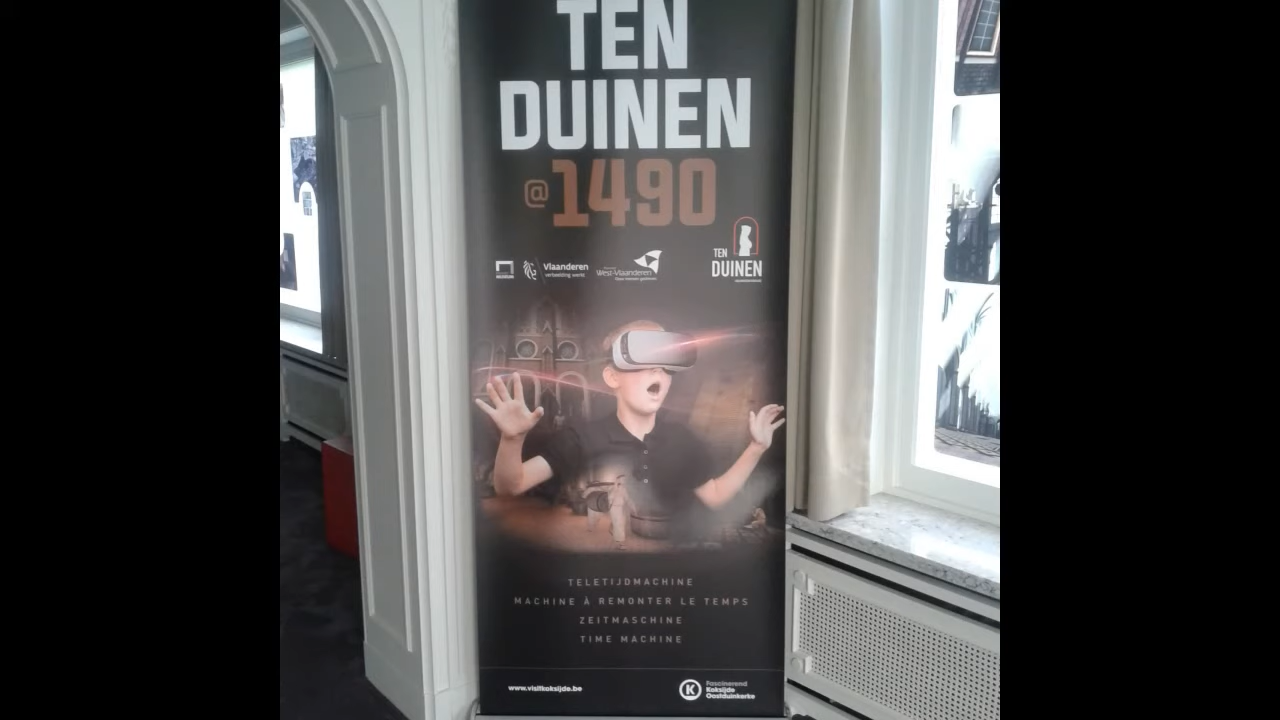 TEN
DUINEN
@1490
Vlaanderen
verbeelding werkt
West-Vlaanderen
TEN
DUINEN
TELETIJDMACHINE
MACHINE À REMONTER LE TEMPS
ZEITMASCHINE
TIME MACHINE
www.visitkoksijde.be
K
Fascinerend
Koksijde
Oostduinkerke